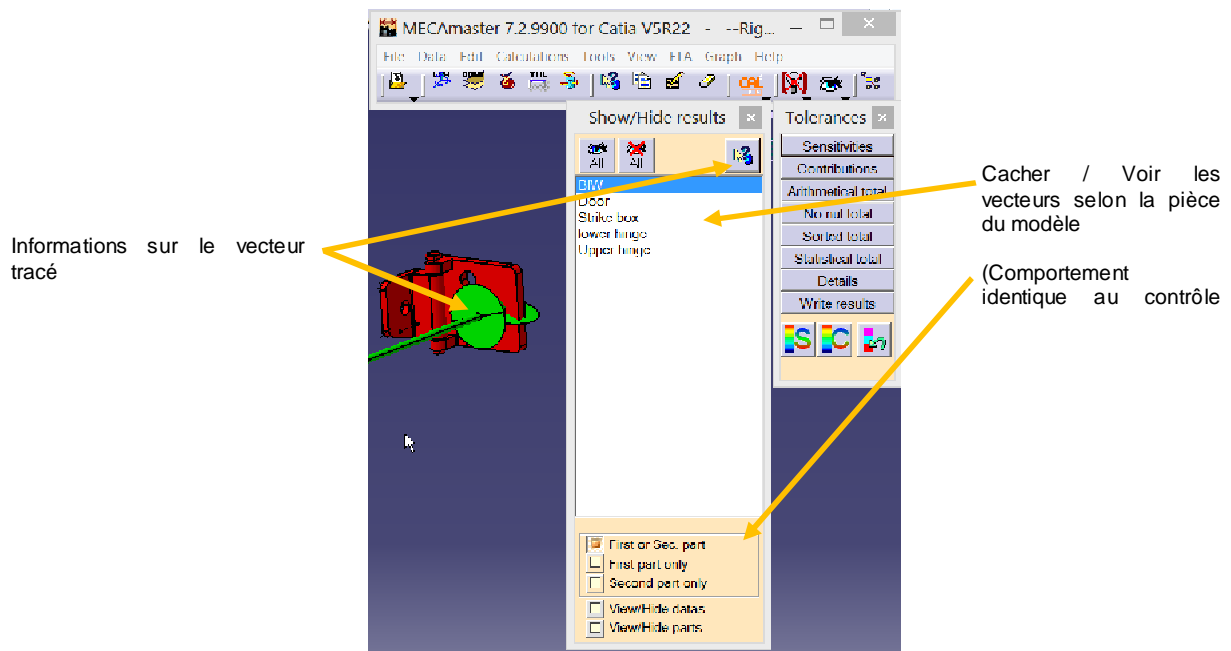 MECAmaster 7.2.9900 for Catia V5R22 - --Rig...
File Data Edit Calculations Tools View FTA Graph Help
Show/Hide results
All All
BIW
Door
Strike box
lower hinge
Upper hinge
First or Sec. part
First part only
Second part only
View/Hide datas
View/Hide parts
Tolerances
Sensitivities
Contributions
Arithmetical total
No nul total
Sorted total
Statistical total
Details
Write results
S C
CAL
Informations sur le vecteur
tracé
Cacher / Voir les
vecteurs selon la pièce
du modèle
(Comportement
identique au contrôle